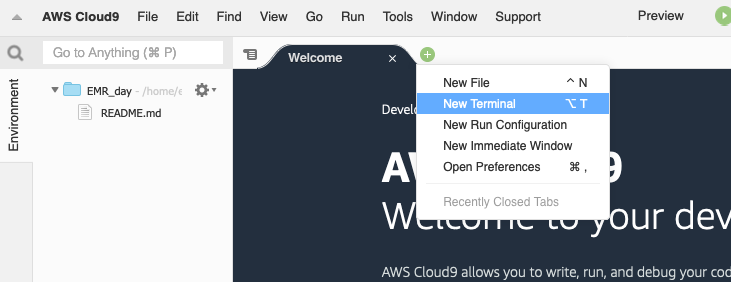 AWS Cloud9 File Edit Find View Go Run Tools Window Support Preview
Go to Anything (⌘ P)
Welcome
Environment
EMR_day - /home/e
README.md
New File ^ N
New Terminal ⌥ T
New Run Configuration
New Immediate Window
Open Preferences ⌘ ,
Recently Closed Tabs
Develo
AW 9
Welcome to your dev
AWS Cloud9 allows you to write, run, and debug your cod